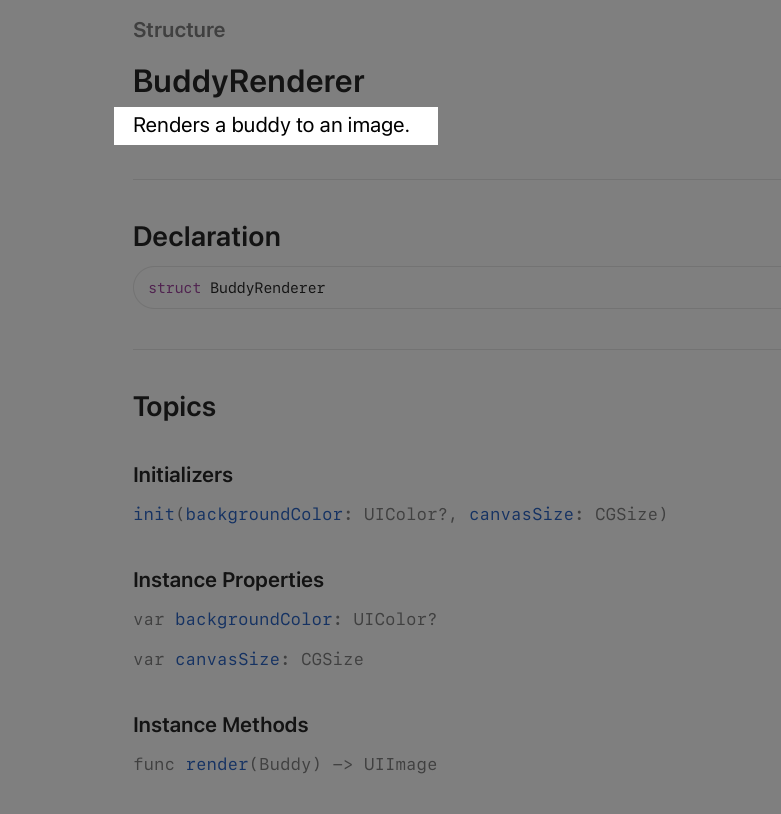 Structure
BuddyRenderer
Renders a buddy to an image.
Declaration
struct BuddyRenderer
Topics
Initializers
init(backgroundColor: UIColor?, canvasSize: CGSize)
Instance Properties
var backgroundColor: UIColor?
var canvasSize: CGSize
Instance Methods
func render(Buddy) -> UIImage